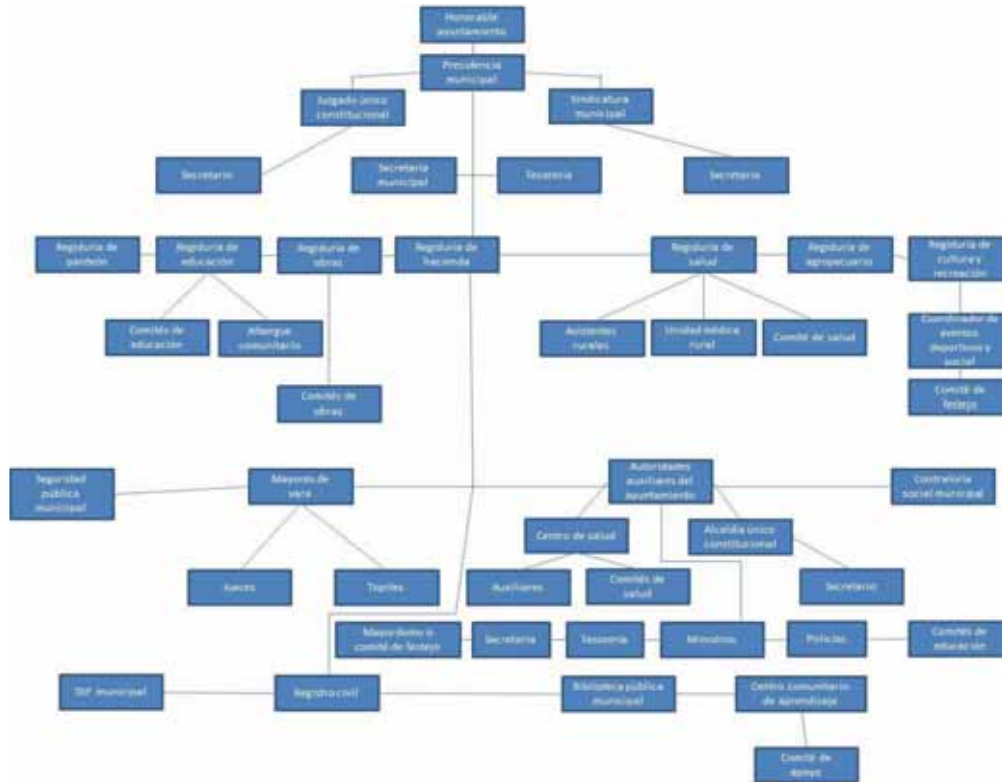 Honorable
ayuntamiento
Presidencia
municipal
Juzgado único
constitucional
Sindicatura
municipal
Secretario
Secretaria
municipal
Tesorería
Secretaria
Regiduría de
panteón
Regiduría de
educación
Regiduría de
obras
Regiduría de
hacienda
Regiduría de
salud
Regiduría de
agropecuario
Regiduría de
cultura y
recreación
Comités de
educación
Albergue
comunitario
Asistentes
rurales
Unidad médica
rural
Comité de salud
Coordinador de
eventos
deportivos y
social
Comités de
obras
Comité de
festejo
Seguridad
pública
municipal
Mayores de
vara
Autoridades
auxiliares del
ayuntamiento
Contraloría
social municipal
Centro de salud
Alcaldía único
constitucional
Jueces
Topiles
Auxiliares
Comités de
salud
Secretario
Mayordomo o
comité de festejo
Secretaria
Tesorería
Ministros
Policías
Comités de
educación
DIF municipal
Registro civil
Biblioteca pública
municipal
Centro comunitario
de aprendizaje
Comité de